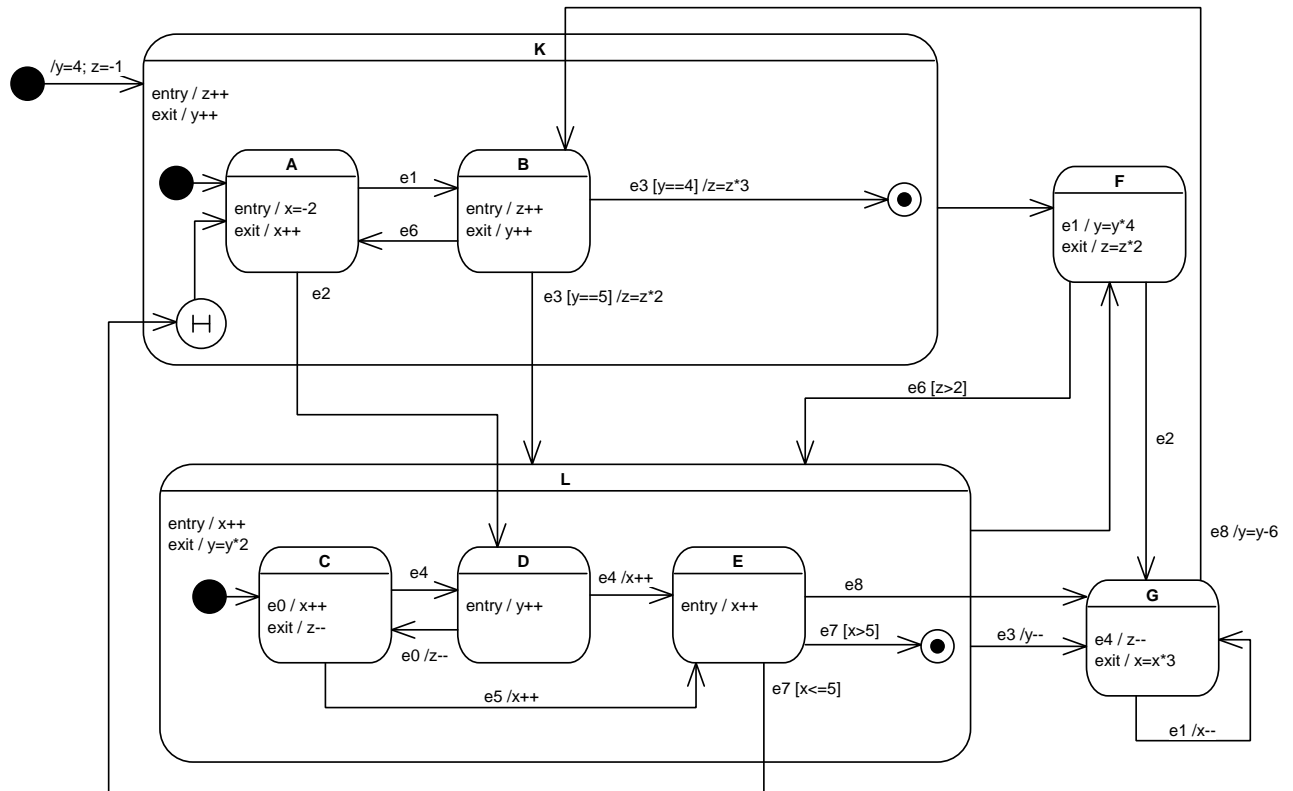 K
/y=4; z=-1
entry / z++
exit / y++
A
entry / x=-2
exit / x++
e1
e6
B
entry / z++
exit / y++
e3 [y==4] /z=z*3
F
e1 / y=y*4
exit / z=z*2
e2
e3 [y==5] /z=z*2
H
e6 [z>2]
e2
L
entry / x++
exit / y=y*2
e8 /y=y-6
C
e0 / x++
exit / z--
e4
e0 /z--
D
entry / y++
e4 /x++
E
entry / x++
e8
e7 [x>5]
e3 /y--
G
e4 / z--
exit / x=x*3
e5 /x++
e7 [x<=5]
e1 /x--